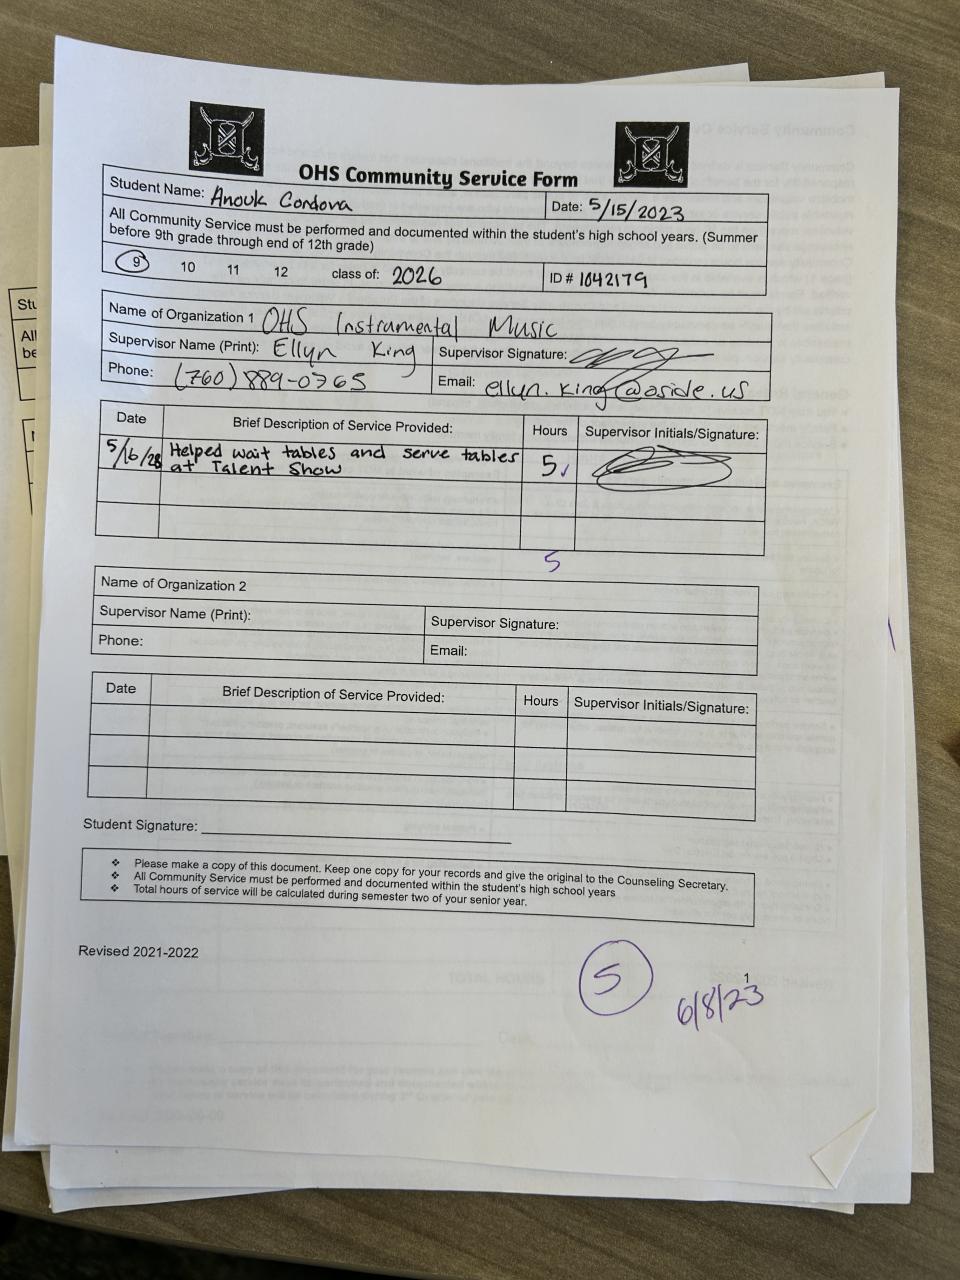 OHS Community Service Form
Student Name: Anouk Cordova Date: 5/15/2023
All Community Service must be performed and documented within the student's high school years. (Summer
before 9th grade through end of 12th grade)
9 10 11 12 class of: 2026 ID # 1042179
Name of Organization 1 OHS Instramental Music
Supervisor Name (Print): Ellyn King Supervisor Signature:
Phone: (760) 889-0765 Email: ellyn.king@oside.us
Date Brief Description of Service Provided: Hours Supervisor Initials/Signature:
5/16/23 Helped wait tables and serve tables
at Talent Show 5
5
Name of Organization 2
Supervisor Name (Print): Supervisor Signature:
Phone: Email:
Date Brief Description of Service Provided: Hours Supervisor Initials/Signature:
Student Signature:
❖ Please make a copy of this document. Keep one copy for your records and give the original to the Counseling Secretary.
❖ All Community Service must be performed and documented within the student's high school years
❖ Total hours of service will be calculated during semester two of your senior year.
Revised 2021-2022
5
1
6/8/23